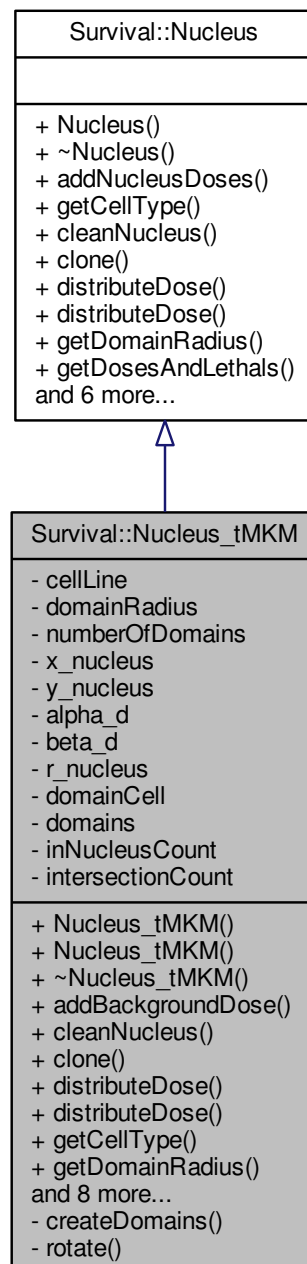 Survival::Nucleus
+ Nucleus()
+ ~Nucleus()
+ addNucleusDoses()
+ getCellType()
+ cleanNucleus()
+ clone()
+ distributeDose()
+ distributeDose()
+ getDomainRadius()
+ getDosesAndLethals()
and 6 more...
Survival::Nucleus_tMKM
- cellLine
- domainRadius
- numberOfDomains
- x_nucleus
- y_nucleus
- alpha_d
- beta_d
- r_nucleus
- domainCell
- domains
- inNucleusCount
- intersectionCount
+ Nucleus_tMKM()
+ Nucleus_tMKM()
+ ~Nucleus_tMKM()
+ addBackgroundDose()
+ cleanNucleus()
+ clone()
+ distributeDose()
+ distributeDose()
+ getCellType()
+ getDomainRadius()
and 8 more...
- createDomains()
- rotate()